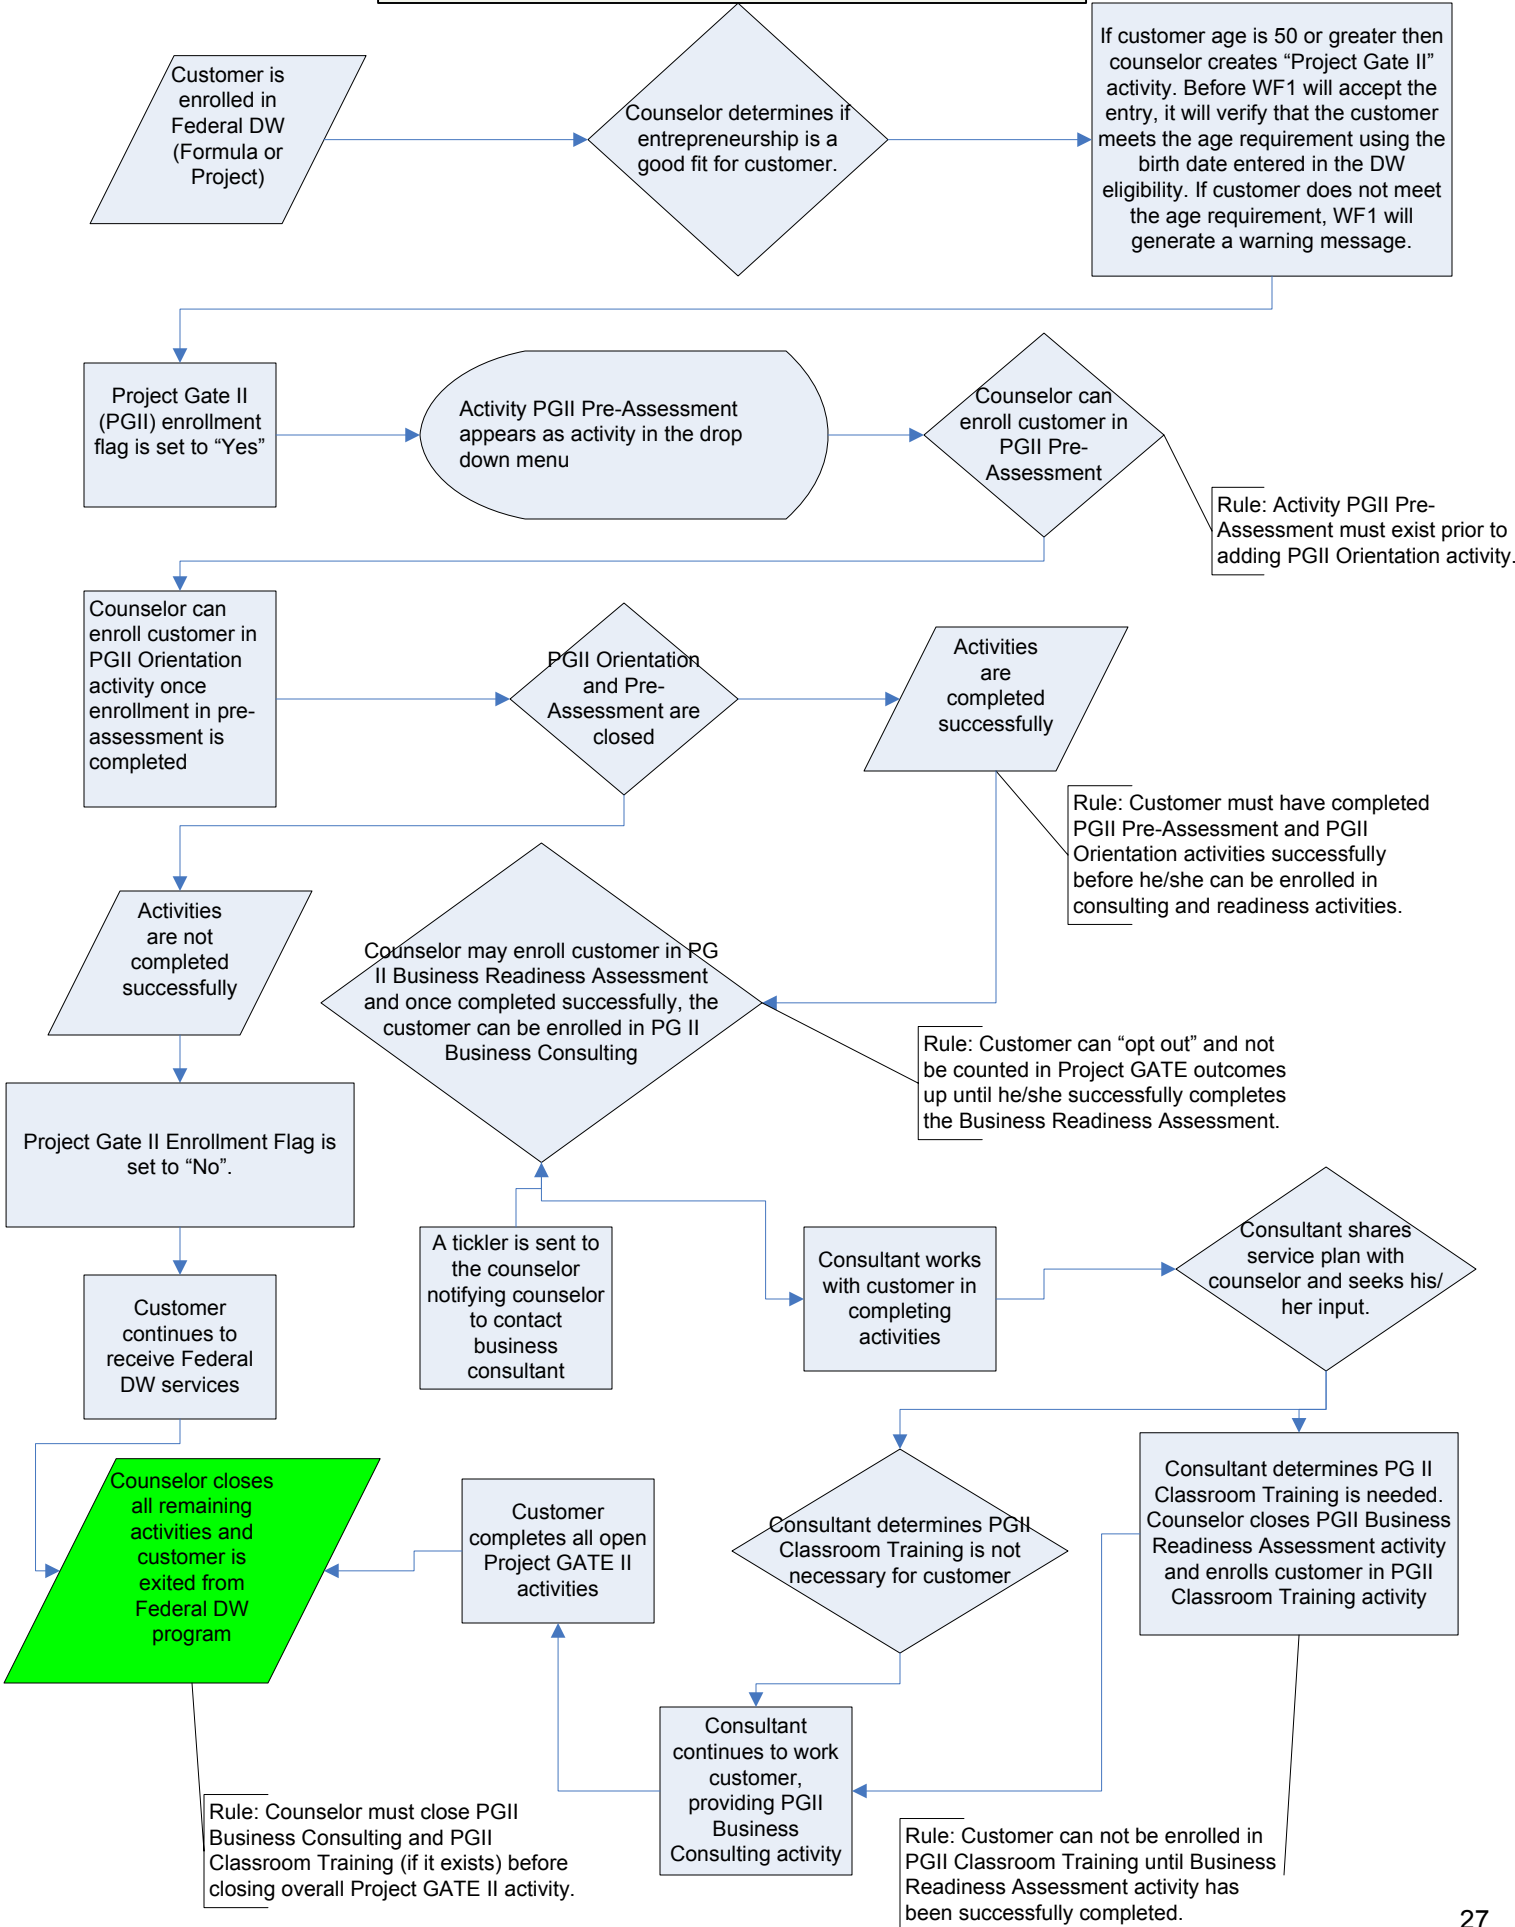 Customer is
enrolled in
Federal DW
(Formula or
Project)
Counselor determines if
entrepreneurship is a
good fit for customer.
If customer age is 50 or greater then
counselor creates “Project Gate II”
activity. Before WF1 will accept the
entry, it will verify that the customer
meets the age requirement using the
birth date entered in the DW
eligibility. If customer does not meet
the age requirement, WF1 will
generate a warning message.
Project Gate II
(PGII) enrollment
flag is set to “Yes”
Activity PGII Pre-Assessment
appears as activity in the drop
down menu
Counselor can
enroll customer in
PGII Pre-
Assessment
Rule: Activity PGII Pre-
Assessment must exist prior to
adding PGII Orientation activity.
Counselor can
enroll customer in
PGII Orientation
activity once
enrollment in pre-
assessment is
completed
PGII Orientation
and Pre-
Assessment are
closed
Activities
are
completed
successfully
Rule: Customer must have completed
PGII Pre-Assessment and PGII
Orientation activities successfully
before he/she can be enrolled in
consulting and readiness activities.
Activities
are not
completed
successfully
Counselor may enroll customer in PG
II Business Readiness Assessment
and once completed successfully, the
customer can be enrolled in PG II
Business Consulting
Rule: Customer can “opt out” and not
be counted in Project GATE outcomes
up until he/she successfully completes
the Business Readiness Assessment.
Project Gate II Enrollment Flag is
set to “No”.
A tickler is sent to
the counselor
notifying counselor
to contact
business
consultant
Consultant works
with customer in
completing
activities
Consultant shares
service plan with
counselor and seeks his/
her input.
Customer
continues to
receive Federal
DW services
Counselor closes
all remaining
activities and
customer is
exited from
Federal DW
program
Customer
completes all open
Project GATE II
activities
Consultant determines PGII
Classroom Training is not
necessary for customer
Consultant determines PG II
Classroom Training is needed.
Counselor closes PGII Business
Readiness Assessment activity
and enrolls customer in PGII
Classroom Training activity
Consultant
continues to work
customer,
providing PGII
Business
Consulting activity
Rule: Counselor must close PGII
Business Consulting and PGII
Classroom Training (if it exists) before
closing overall Project GATE II activity.
Rule: Customer can not be enrolled in
PGII Classroom Training until Business
Readiness Assessment activity has
been successfully completed.
27